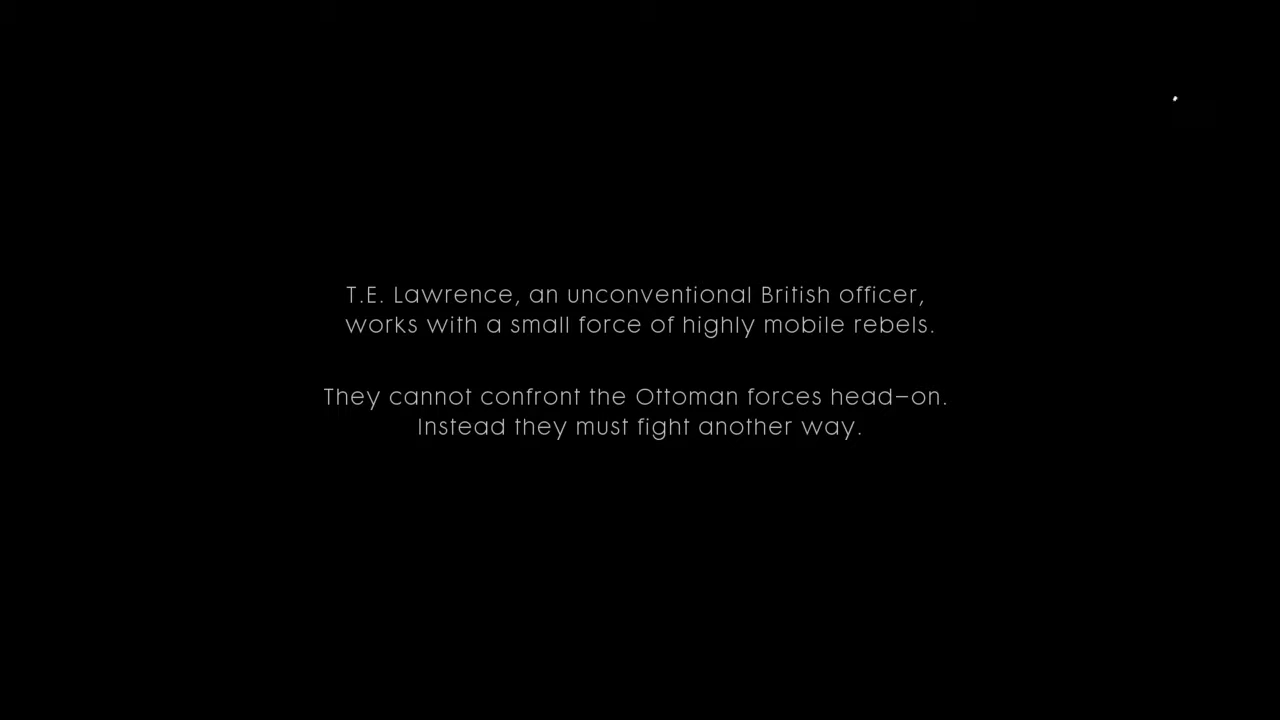 T.E. Lawrence, an unconventional British officer,
works with a small force of highly mobile rebels.
They cannot confront the Ottoman forces head-on.
Instead they must fight another way.